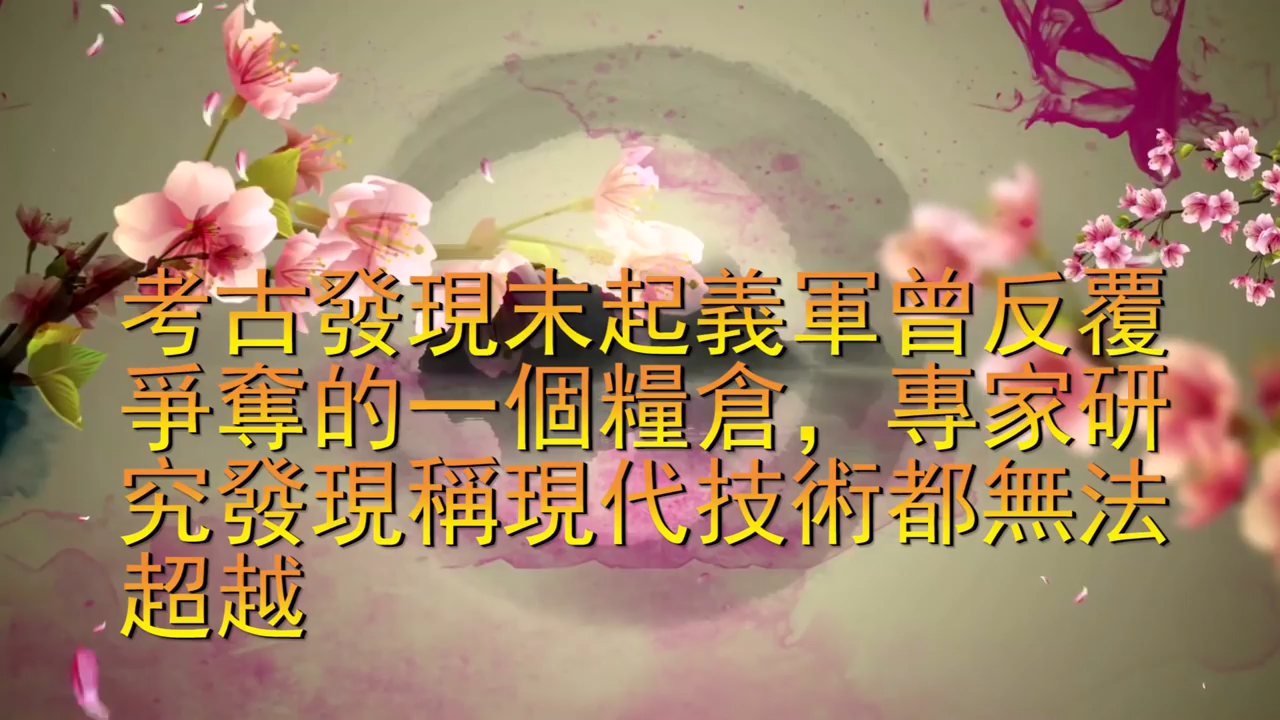 考古發現末起義軍曾反覆
爭奪的一個糧倉，專家研
究發現稱現代技術都無法
超越